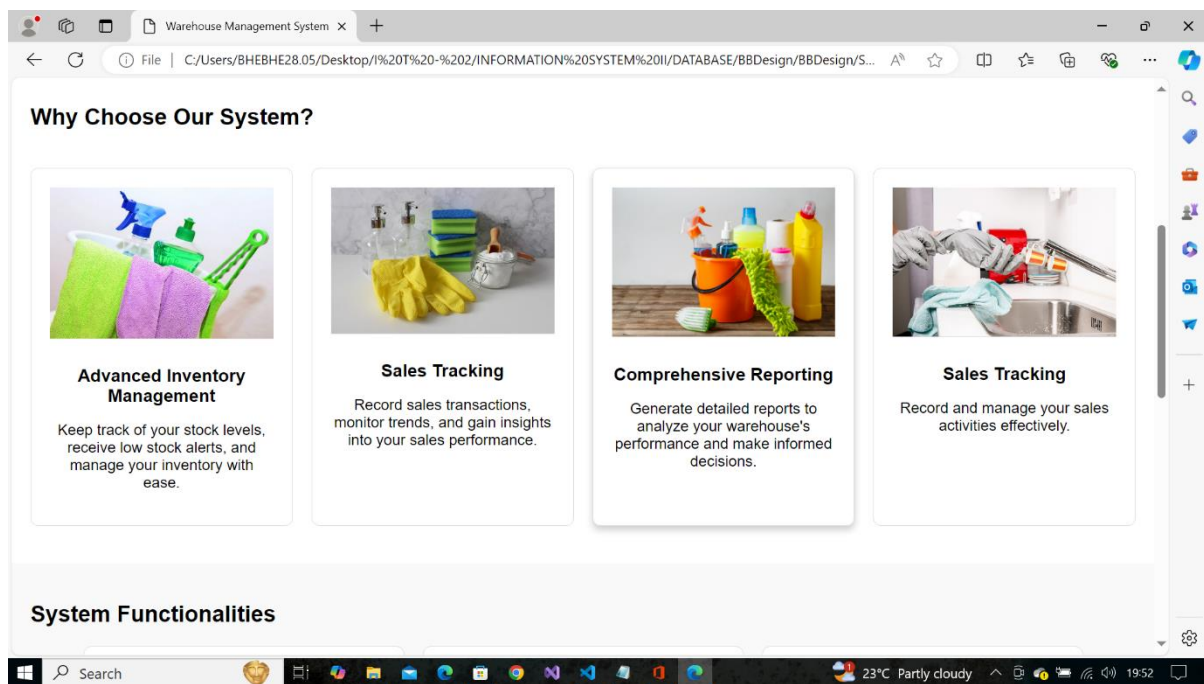 Warehouse Management System
File
C:/Users/BHEBHE28.05/Desktop/I%20T%20-%202/INFORMATION%20SYSTEM%20II/DATABASE/BBDesign/BBDesign/S...
Why Choose Our System?
Advanced Inventory
Management
Keep track of your stock levels,
receive low stock alerts, and
manage your inventory with
ease.
Sales Tracking
Record sales transactions,
monitor trends, and gain insights
into your sales performance.
Comprehensive Reporting
Generate detailed reports to
analyze your warehouse's
performance and make informed
decisions.
Sales Tracking
Record and manage your sales
activities effectively.
System Functionalities
Search
23°C Partly cloudy
19:52